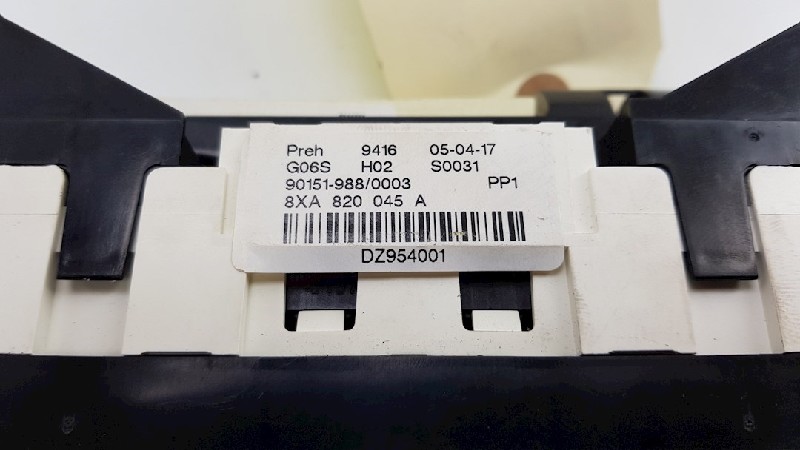 Preh 9416 05-04-17
G06S H02 S0031
90151-988/0003 PP1
8XA 820 045 A
DZ954001